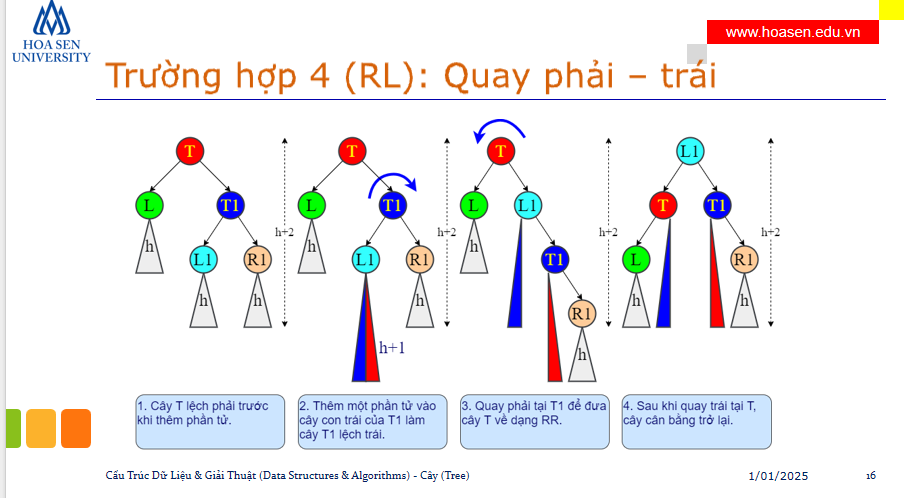 HOA SEN
UNIVERSITY
www.hoasen.edu.vn
Trường hợp 4 (RL): Quay phải – trái
T
L
T1
h
L1
R1
h
h
h+2
T
L
T1
h
L1
R1
h
h+1
h+2
T
L
L1
h
T1
R1
h
h+2
L1
T
T1
L
R1
h
h
h+2
1. Cây T lệch phải trước
khi thêm phần tử.
2. Thêm một phần tử vào
cây con trái của T1 làm
cây T1 lệch trái.
3. Quay phải tại T1 để đưa
cây T về dạng RR.
4. Sau khi quay trái tại T,
cây cân bằng trở lại.
Cấu Trúc Dữ Liệu & Giải Thuật (Data Structures & Algorithms) - Cây (Tree)
1/01/2025
16